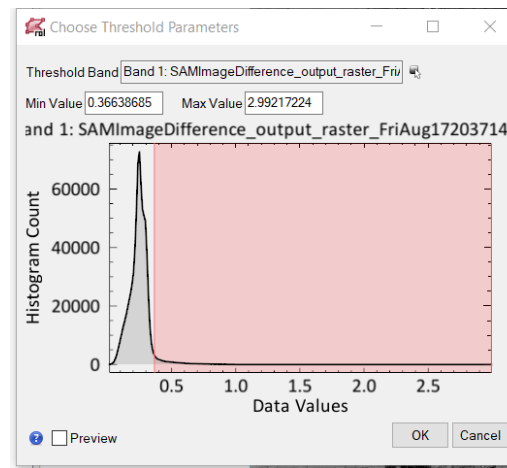 roi Choose Threshold Parameters
Threshold Band Band 1: SAMImageDifference_output_raster_Fri
Min Value 0.36638685 Max Value 2.99217224
and 1: SAMImageDifference_output_raster_FriAug17203714
Histogram Count
60000
40000
20000
0
0.5 1.0 1.5 2.0 2.5
Data Values
? Preview OK Cancel